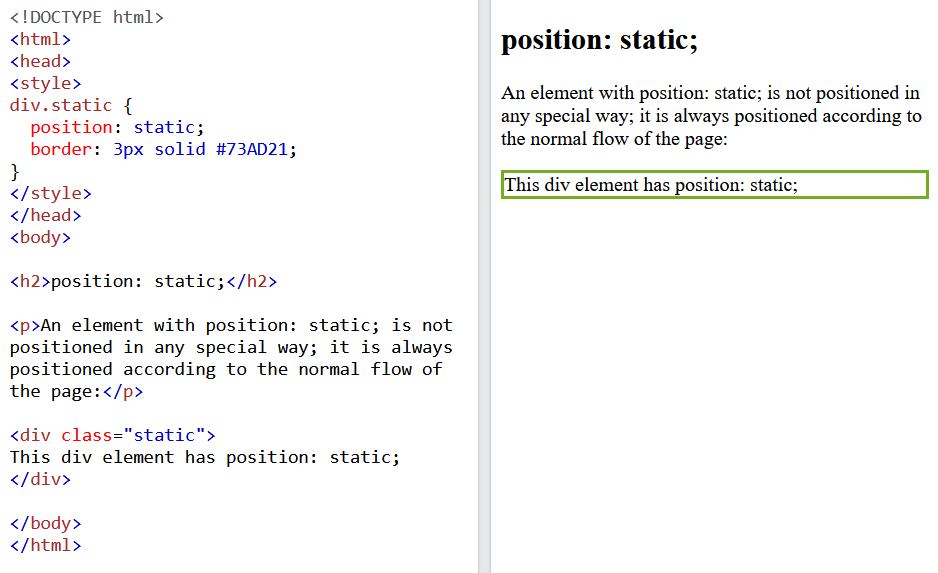 <!DOCTYPE html>
<html>
<head>
<style>
div.static {
  position: static;
  border: 3px solid #73AD21;
}
</style>
</head>
<body>

<h2>position: static;</h2>

<p>An element with position: static; is not
positioned in any special way; it is always
positioned according to the normal flow of
the page:</p>

<div class="static">
This div element has position: static;
</div>

</body>
</html>

position: static;
An element with position: static; is not positioned in
any special way; it is always positioned according to
the normal flow of the page:
This div element has position: static;